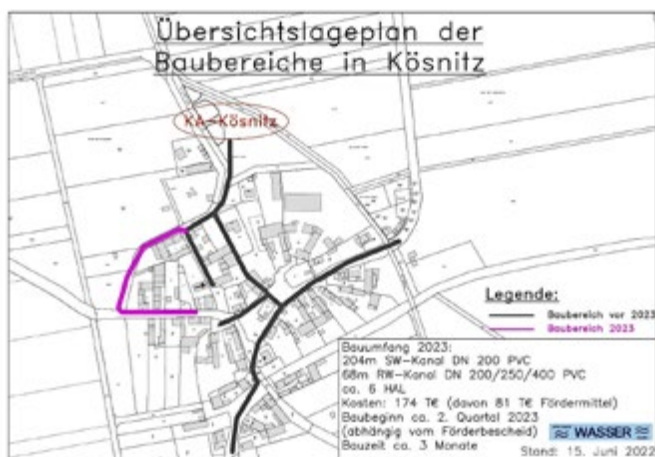 Übersichtslageplan der
Baubereiche in Kösnitz
KA-Kösnitz
Legende:
Baubereich vor 2023
Baubereich 2023
Bauumfang 2023:
204m SW-Kanal DN 200 PVC
68m RW-Kanal DN 200/250/400 PVC
ca. 6 HAL
Kosten: 174 T€ (davon 81 T€ Fördermittel)
Baubeginn ca. 2. Quartal 2023
(abhängig vom Förderbescheid)
WASSER
Bauzeit ca. 3 Monate
Stand: 15. Juni 2022